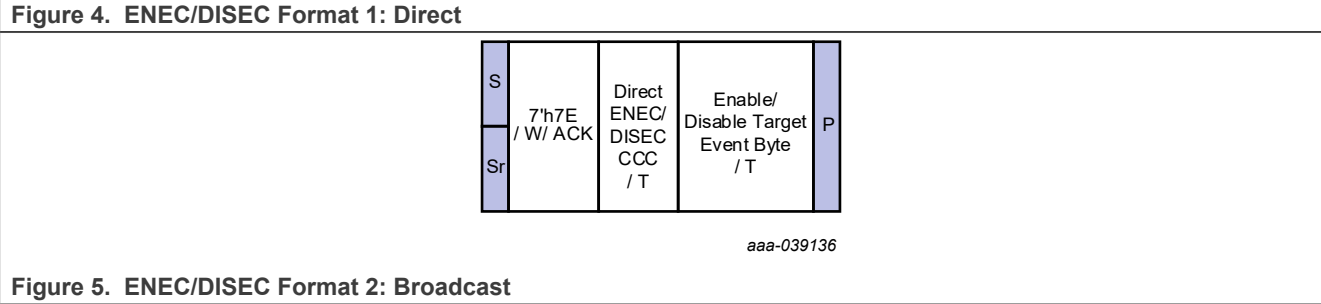 Figure 4. ENEC/DISEC Format 1: Direct
S
Sr
7'h7E
/ W/ ACK
Direct
ENEC/
DISEC
CCC
/ T
Enable/
Disable Target
Event Byte
/ T
P
aaa-039136
Figure 5. ENEC/DISEC Format 2: Broadcast